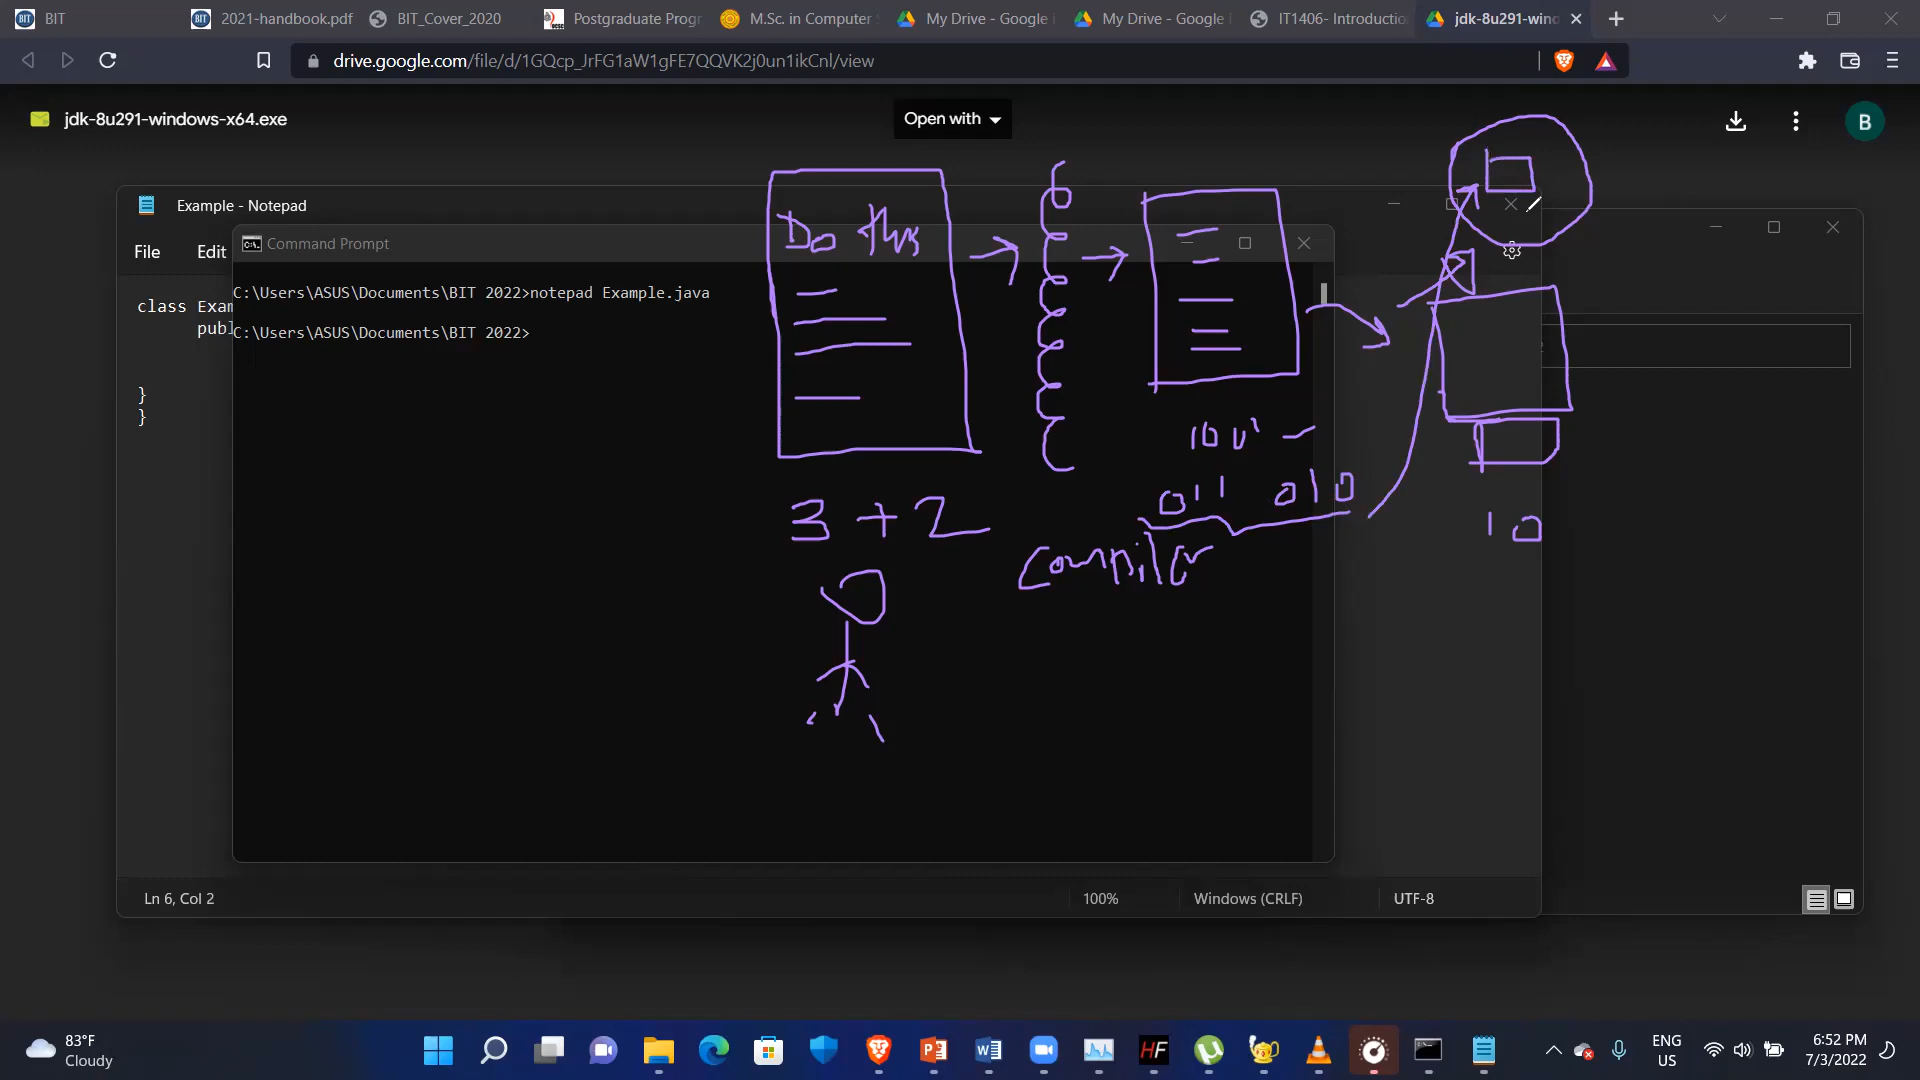 BIT
2021-handbook.pdf
BIT_Cover_2020
Postgraduate Progr
M.Sc. in Computer
My Drive - Google
My Drive - Google
IT1406- Introductio
jdk-8u291-wind
drive.google.com/file/d/1GQcp_JrFG1aW1gFE7QQVK2j0un1ikCnl/view
jdk-8u291-windows-x64.exe
Open with
B
Example - Notepad
File Edit
Command Prompt
class Exam
publ
}
}
C:\Users\ASUS\Documents\BIT 2022>notepad Example.java
C:\Users\ASUS\Documents\BIT 2022>
Do this
3 + 2
011 010
Compiler
10
Ln 6, Col 2
100%
Windows (CRLF)
UTF-8
83°F
Cloudy
ENG
US
6:52 PM
7/3/2022